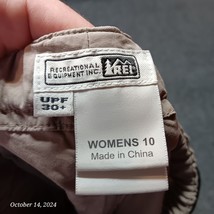 RECREATIONAL
EQUIPMENT INC.
REI
UPF
30+
WOMENS 10
Made in China
October 14, 2024